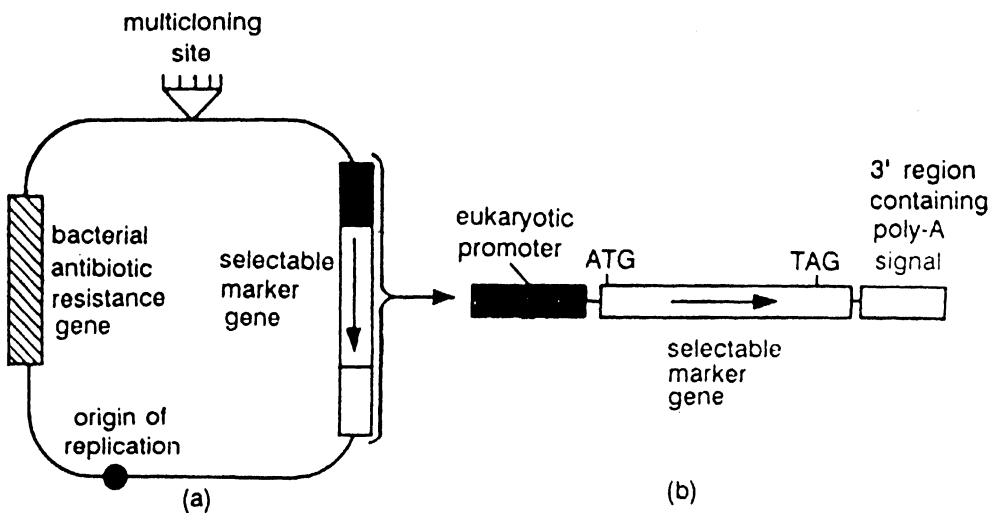 multicloning
site
bacterial
antibiotic
resistance
gene
selectable
marker
gene
origin of
replication
(a)
eukaryotic
promoter
ATG
TAG
3' region
containing
poly-A
signal
selectable
marker
gene
(b)